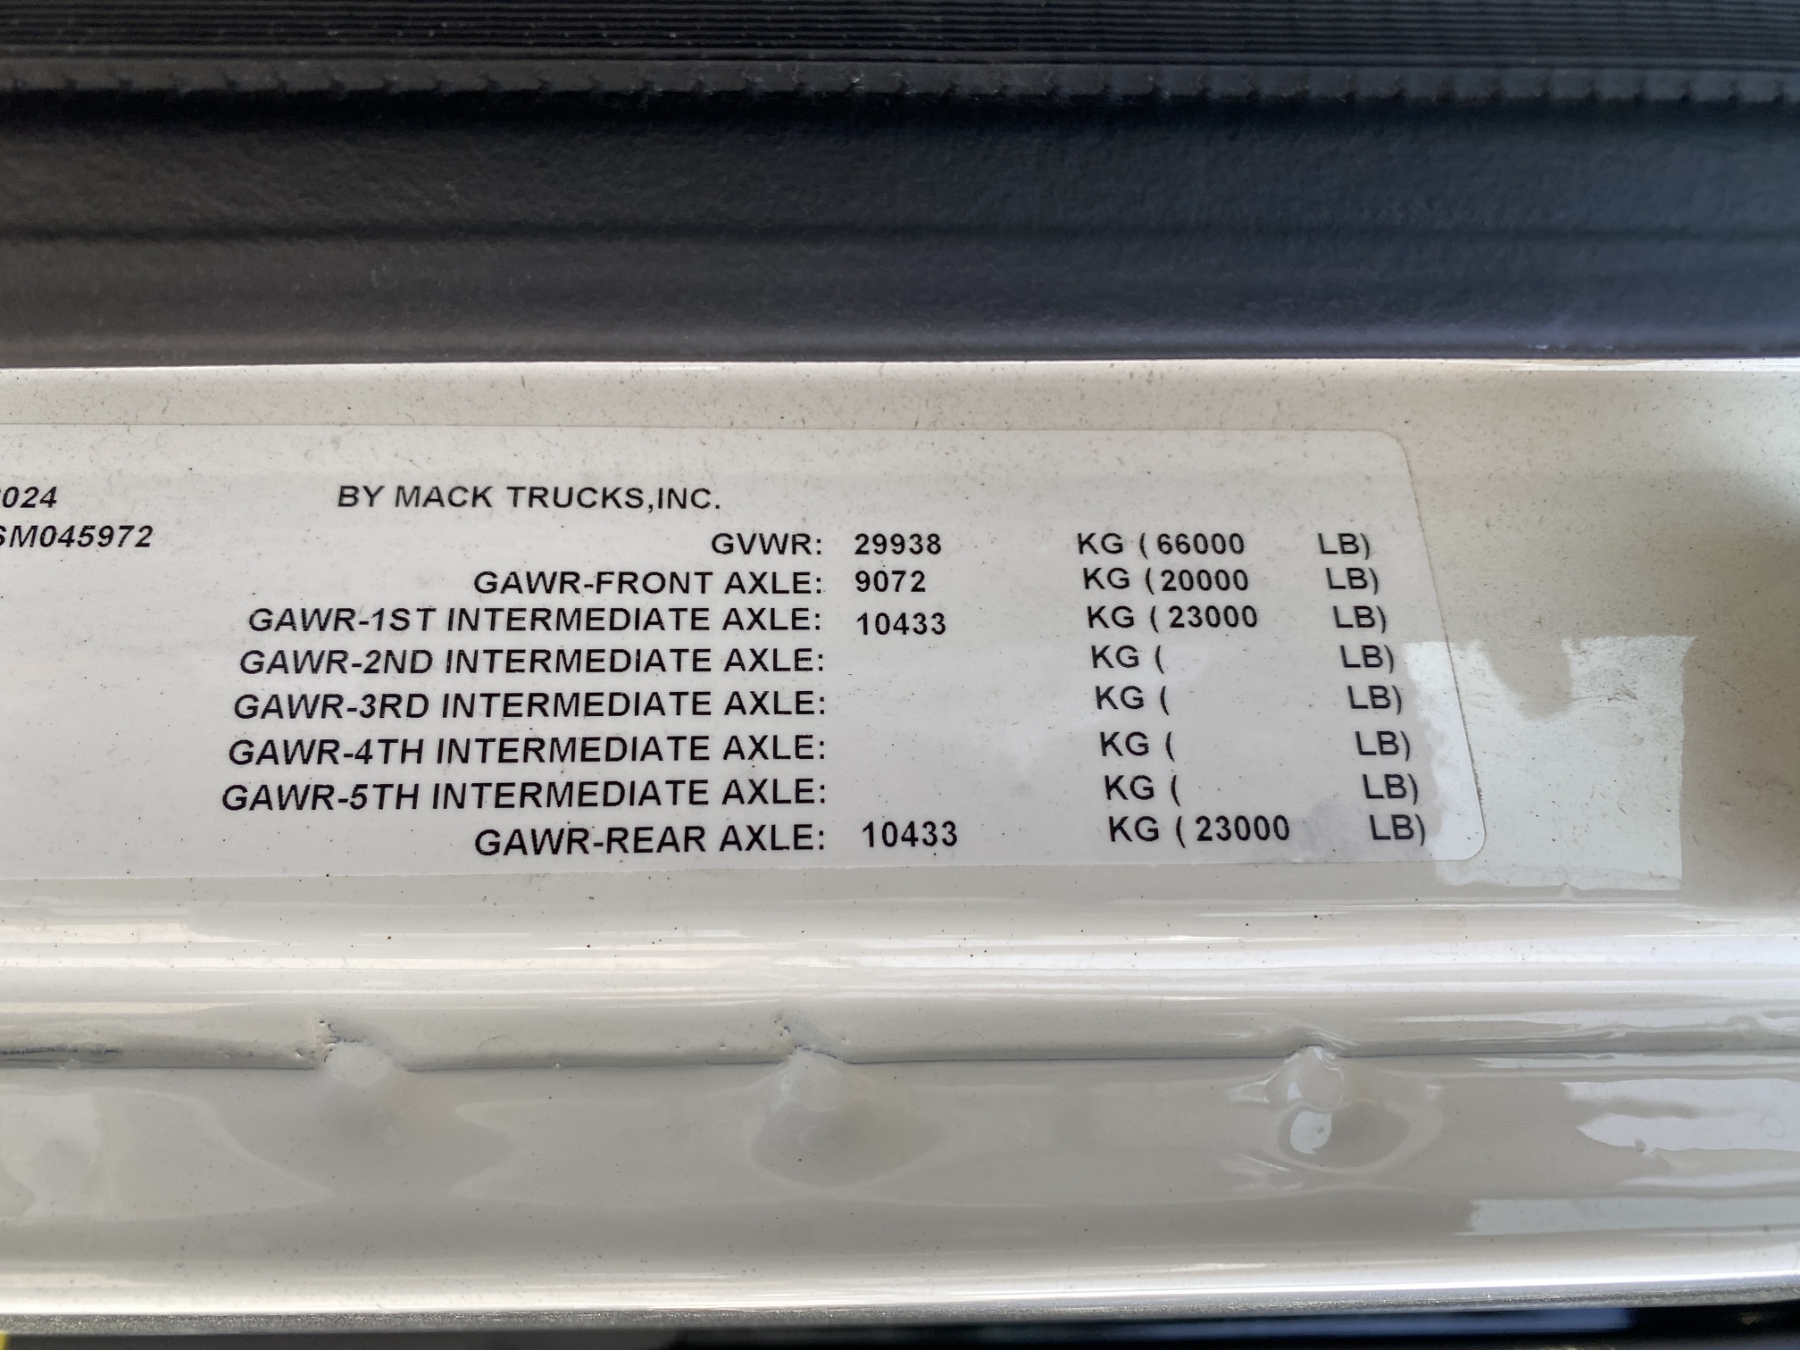 2024 BY MACK TRUCKS,INC.
SM045972
GVWR: 29938 KG ( 66000 LB)
GAWR-FRONT AXLE: 9072 KG ( 20000 LB)
GAWR-1ST INTERMEDIATE AXLE: 10433 KG ( 23000 LB)
GAWR-2ND INTERMEDIATE AXLE: KG ( LB)
GAWR-3RD INTERMEDIATE AXLE: KG ( LB)
GAWR-4TH INTERMEDIATE AXLE: KG ( LB)
GAWR-5TH INTERMEDIATE AXLE: KG ( LB)
GAWR-REAR AXLE: 10433 KG ( 23000 LB)